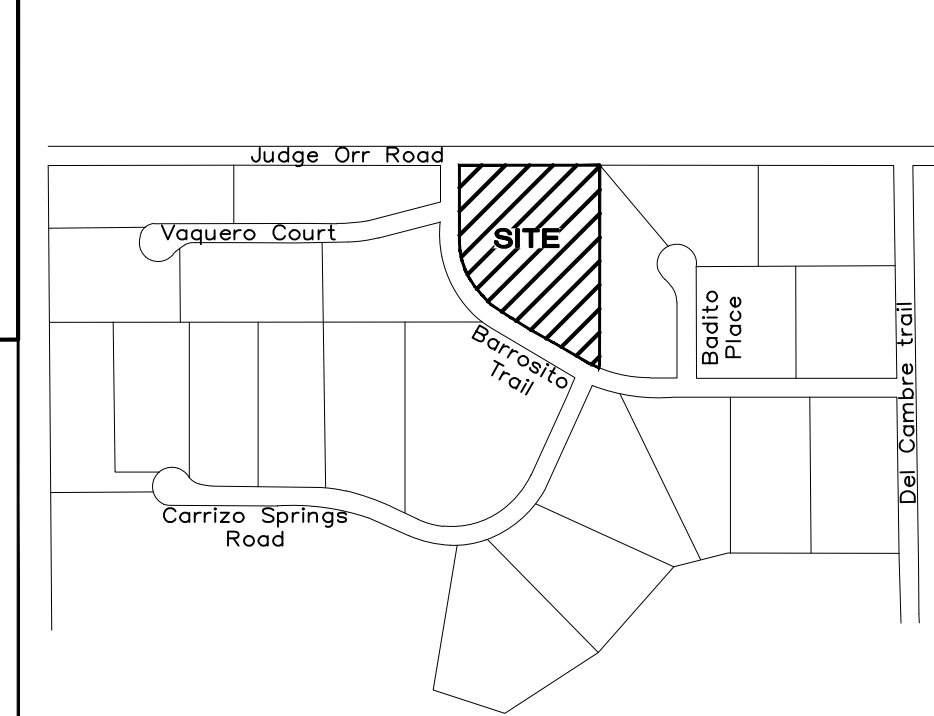 Judge Orr Road
Vaquero Court
SITE
Badito
Place
Barrosito
Trail
Del Cambre trail
Carrizo Springs
Road